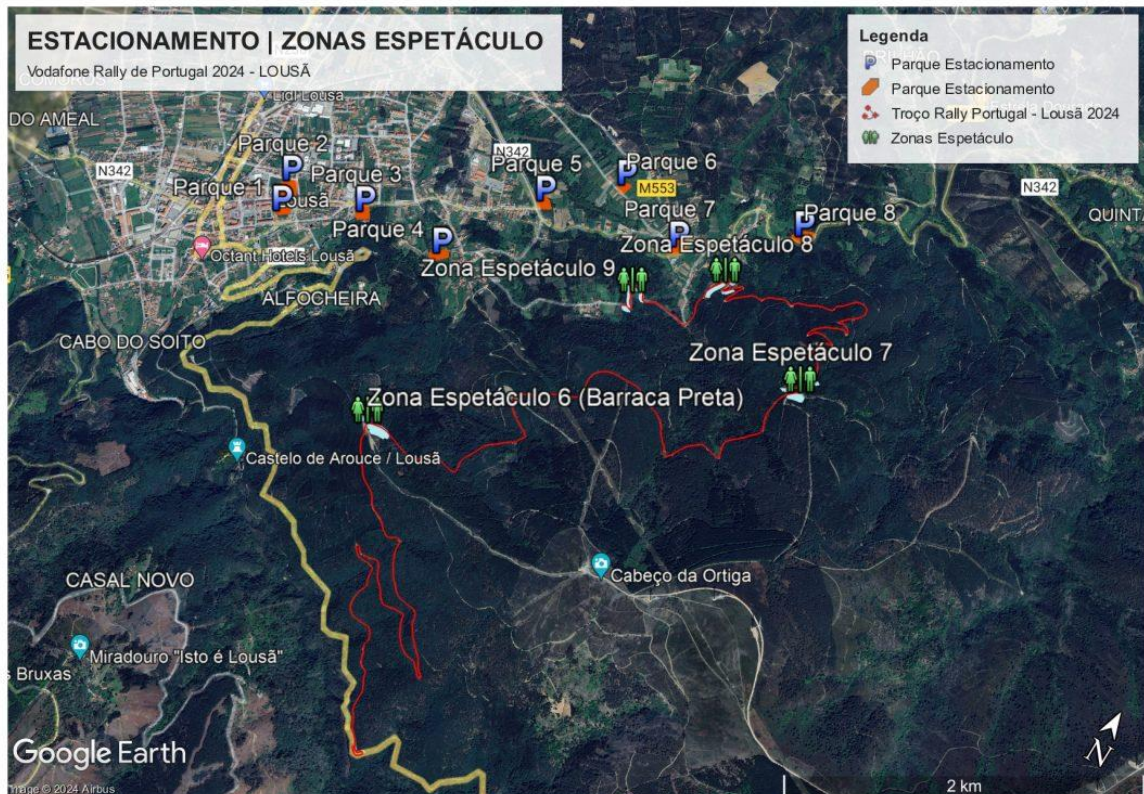 ESTACIONAMENTO | ZONAS ESPETÁCULO
Vodafone Rally de Portugal 2024 - LOUSÃ
Legenda
Parque Estacionamento
Parque Estacionamento
Troço Rally Portugal - Lousã 2024
Zonas Espetáculo
Lidl Lousã
DO AMEAL
N342
Parque 2
N342
Parque 5
Parque 6
Parque 1
Parque 3
M553
N342
Lousã
Parque 4
Parque 7
Parque 8
QUINT
Octant Hotels Lousã
Zona Espetáculo 8
Zona Espetáculo 9
ALFOCHEIRA
CABO DO SOITO
Zona Espetáculo 7
Zona Espetáculo 6 (Barraca Preta)
Castelo de Arouce / Lousã
Cabeço da Ortiga
CASAL NOVO
Miradouro "Isto é Lousã"
s Bruxas
Google Earth
N
Image © 2024 Airbus
2 km